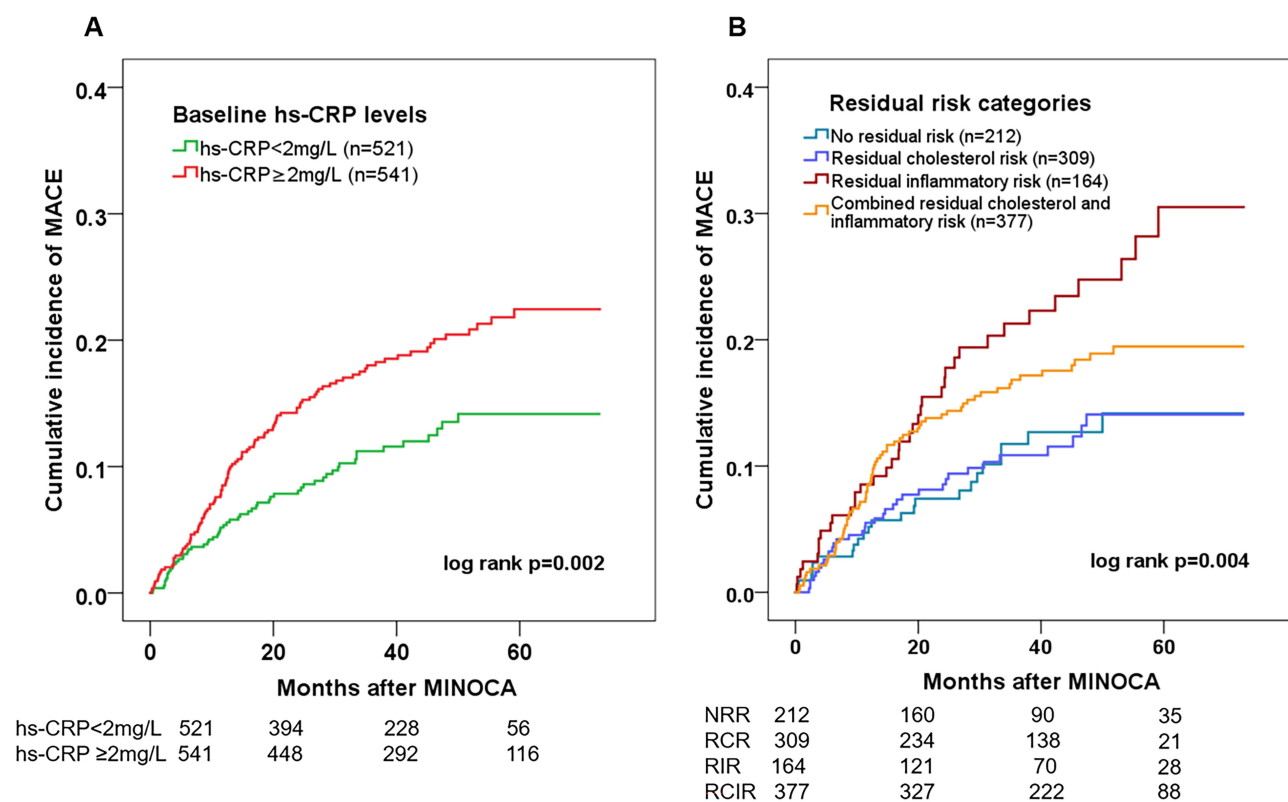 A
Cumulative incidence of MACE
0.4
0.3
0.2
0.1
0.0
Baseline hs-CRP levels
hs-CRP<2mg/L (n=521)
hs-CRP≥2mg/L (n=541)
log rank p=0.002
0 20 40 60
Months after MINOCA
hs-CRP<2mg/L 521 394 228 56
hs-CRP ≥2mg/L 541 448 292 116
B
Cumulative incidence of MACE
0.4
0.3
0.2
0.1
0.0
Residual risk categories
No residual risk (n=212)
Residual cholesterol risk (n=309)
Residual inflammatory risk (n=164)
Combined residual cholesterol and
inflammatory risk (n=377)
log rank p=0.004
0 20 40 60
Months after MINOCA
NRR 212 160 90 35
RCR 309 234 138 21
RIR 164 121 70 28
RCIR 377 327 222 88